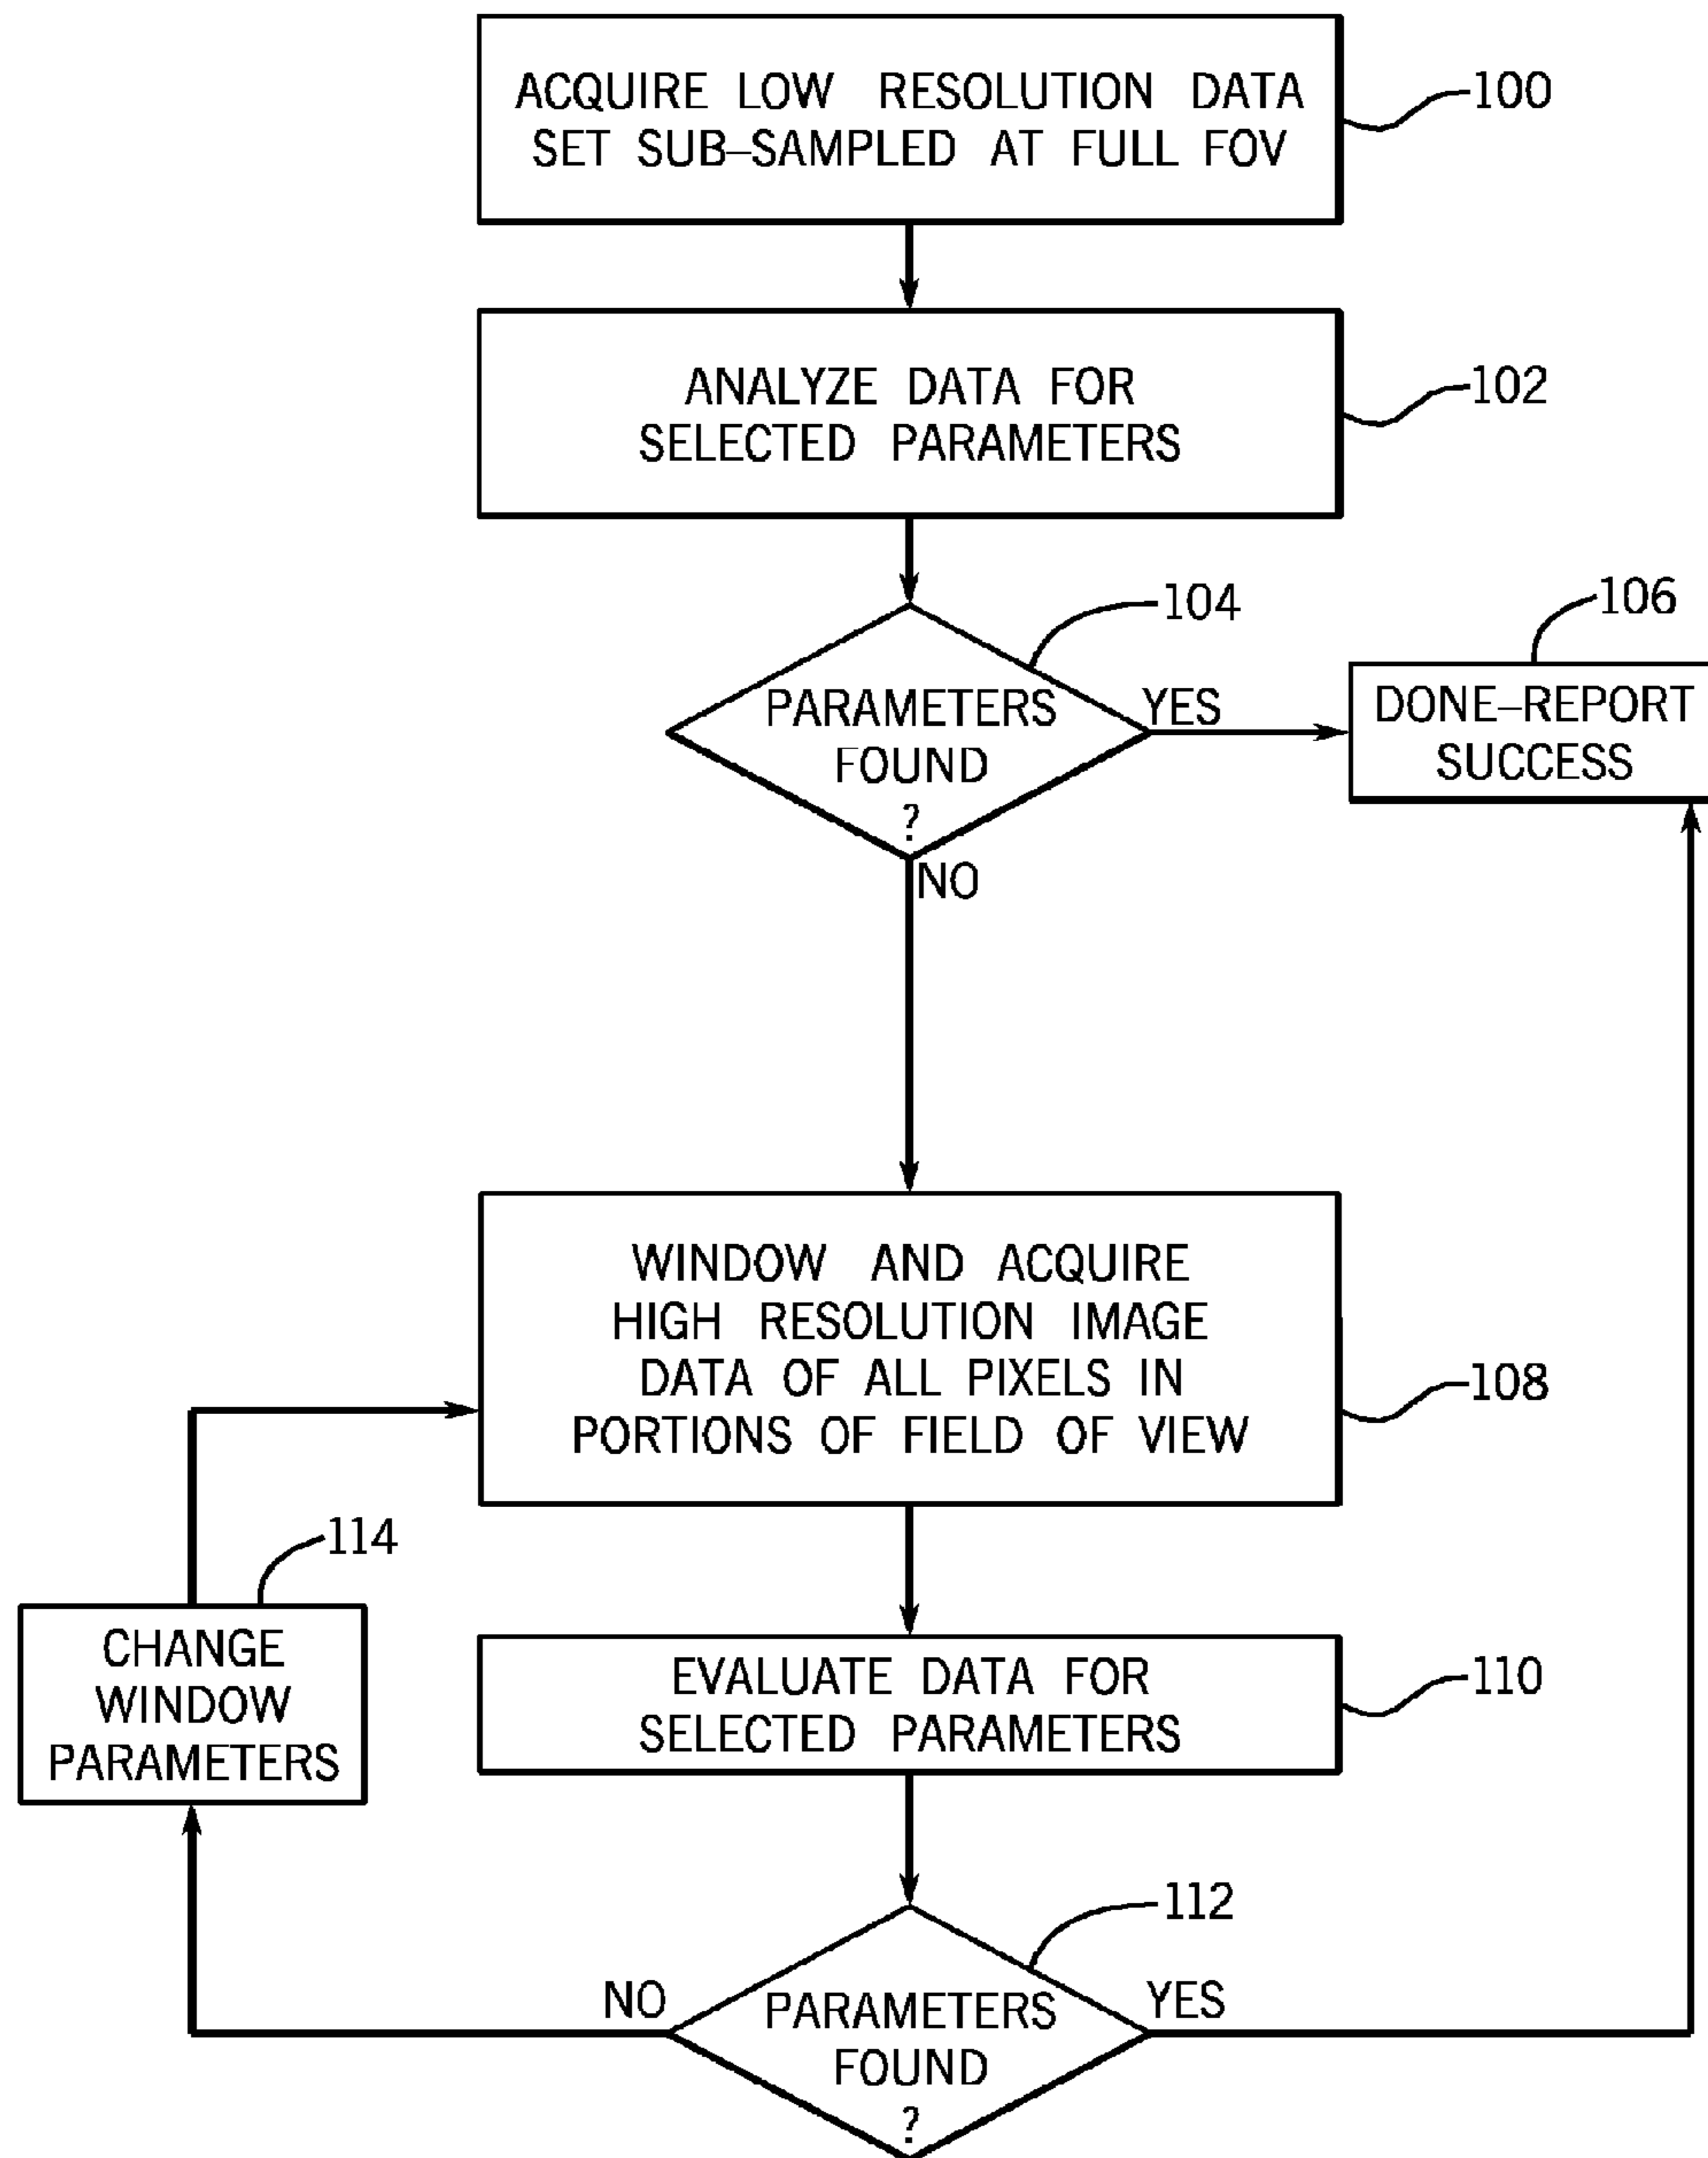 ACQUIRE LOW RESOLUTION DATA
SET SUB–SAMPLED AT FULL FOV
100
ANALYZE DATA FOR
SELECTED PARAMETERS
102
104
PARAMETERS
FOUND
?
YES
NO
106
DONE–REPORT
SUCCESS
WINDOW AND ACQUIRE
HIGH RESOLUTION IMAGE
DATA OF ALL PIXELS IN
PORTIONS OF FIELD OF VIEW
108
114
CHANGE
WINDOW
PARAMETERS
EVALUATE DATA FOR
SELECTED PARAMETERS
110
112
NO
PARAMETERS
FOUND
?
YES